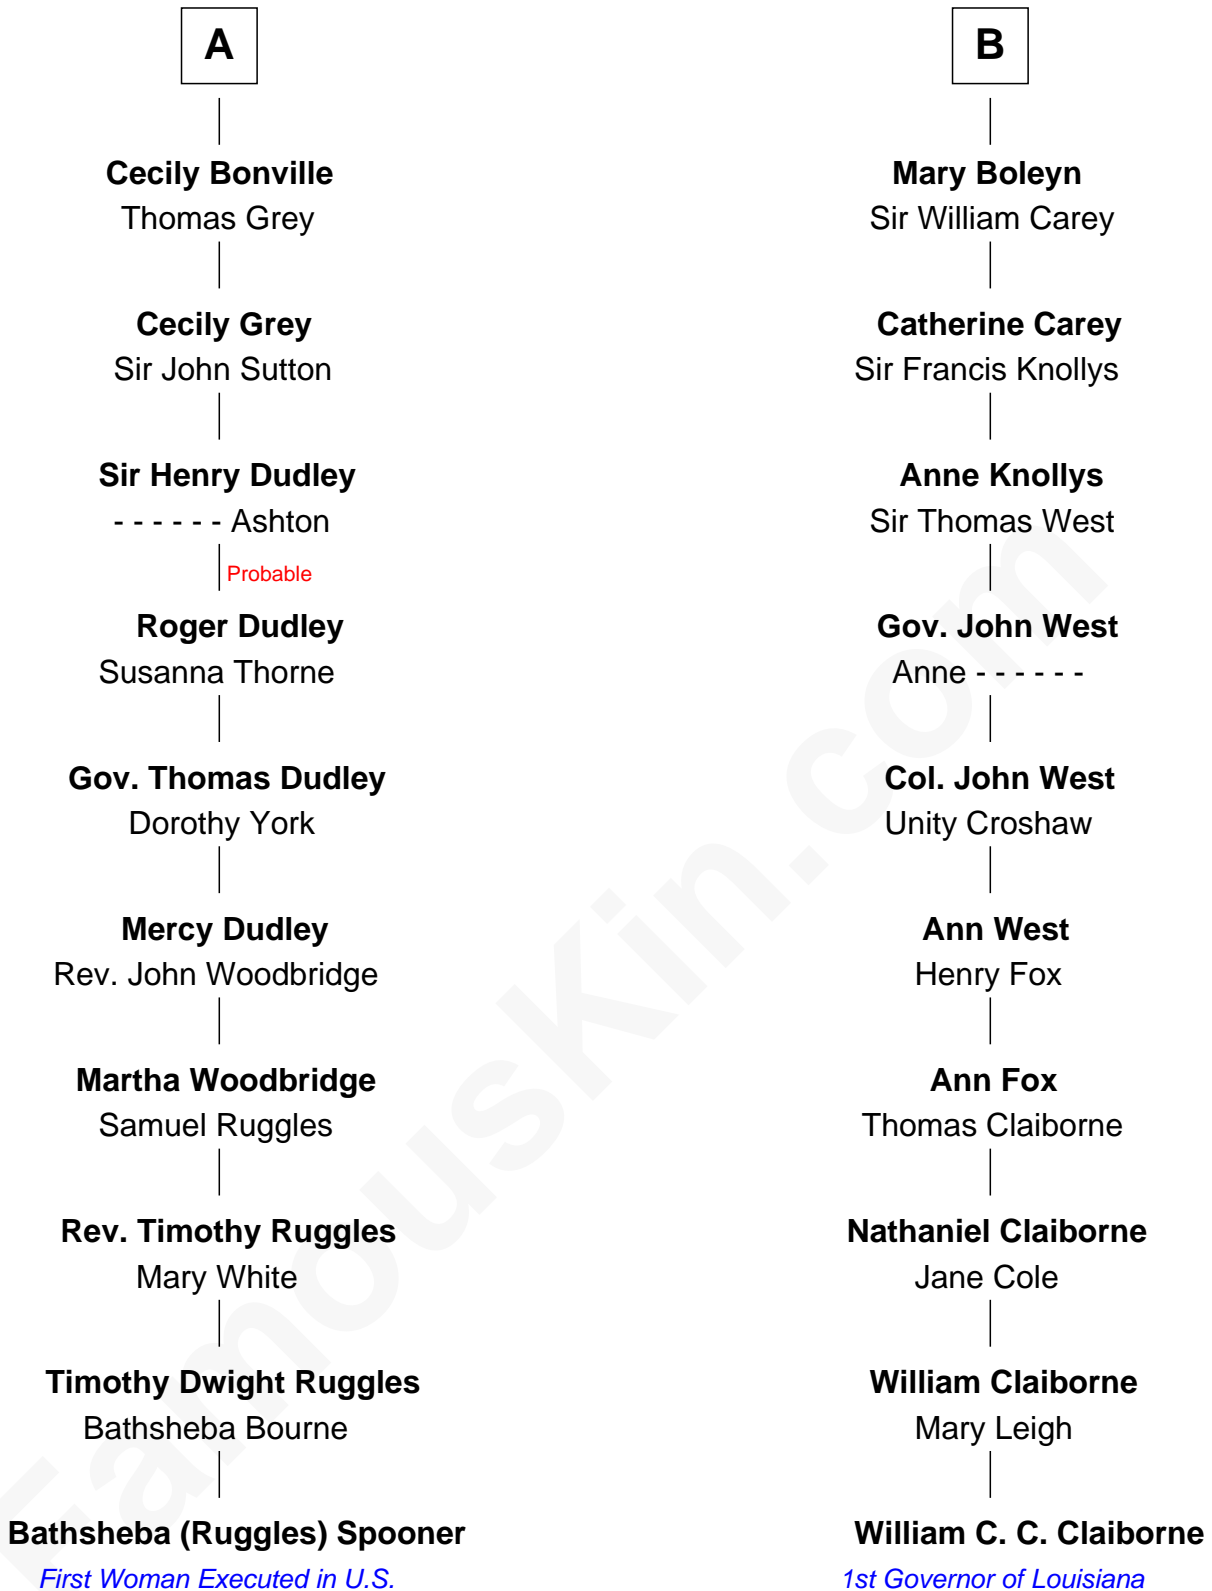 A
Cecily Bonville
Thomas Grey
Cecily Grey
Sir John Sutton
Sir Henry Dudley
- - - - - - Ashton
Probable
Roger Dudley
Susanna Thorne
Gov. Thomas Dudley
Dorothy York
Mercy Dudley
Rev. John Woodbridge
Martha Woodbridge
Samuel Ruggles
Rev. Timothy Ruggles
Mary White
Timothy Dwight Ruggles
Bathsheba Bourne
Bathsheba (Ruggles) Spooner
First Woman Executed in U.S.
B
Mary Boleyn
Sir William Carey
Catherine Carey
Sir Francis Knollys
Anne Knollys
Sir Thomas West
Gov. John West
Anne - - - - - -
Col. John West
Unity Croshaw
Ann West
Henry Fox
Ann Fox
Thomas Claiborne
Nathaniel Claiborne
Jane Cole
William Claiborne
Mary Leigh
William C. C. Claiborne
1st Governor of Louisiana
FamousKin.com